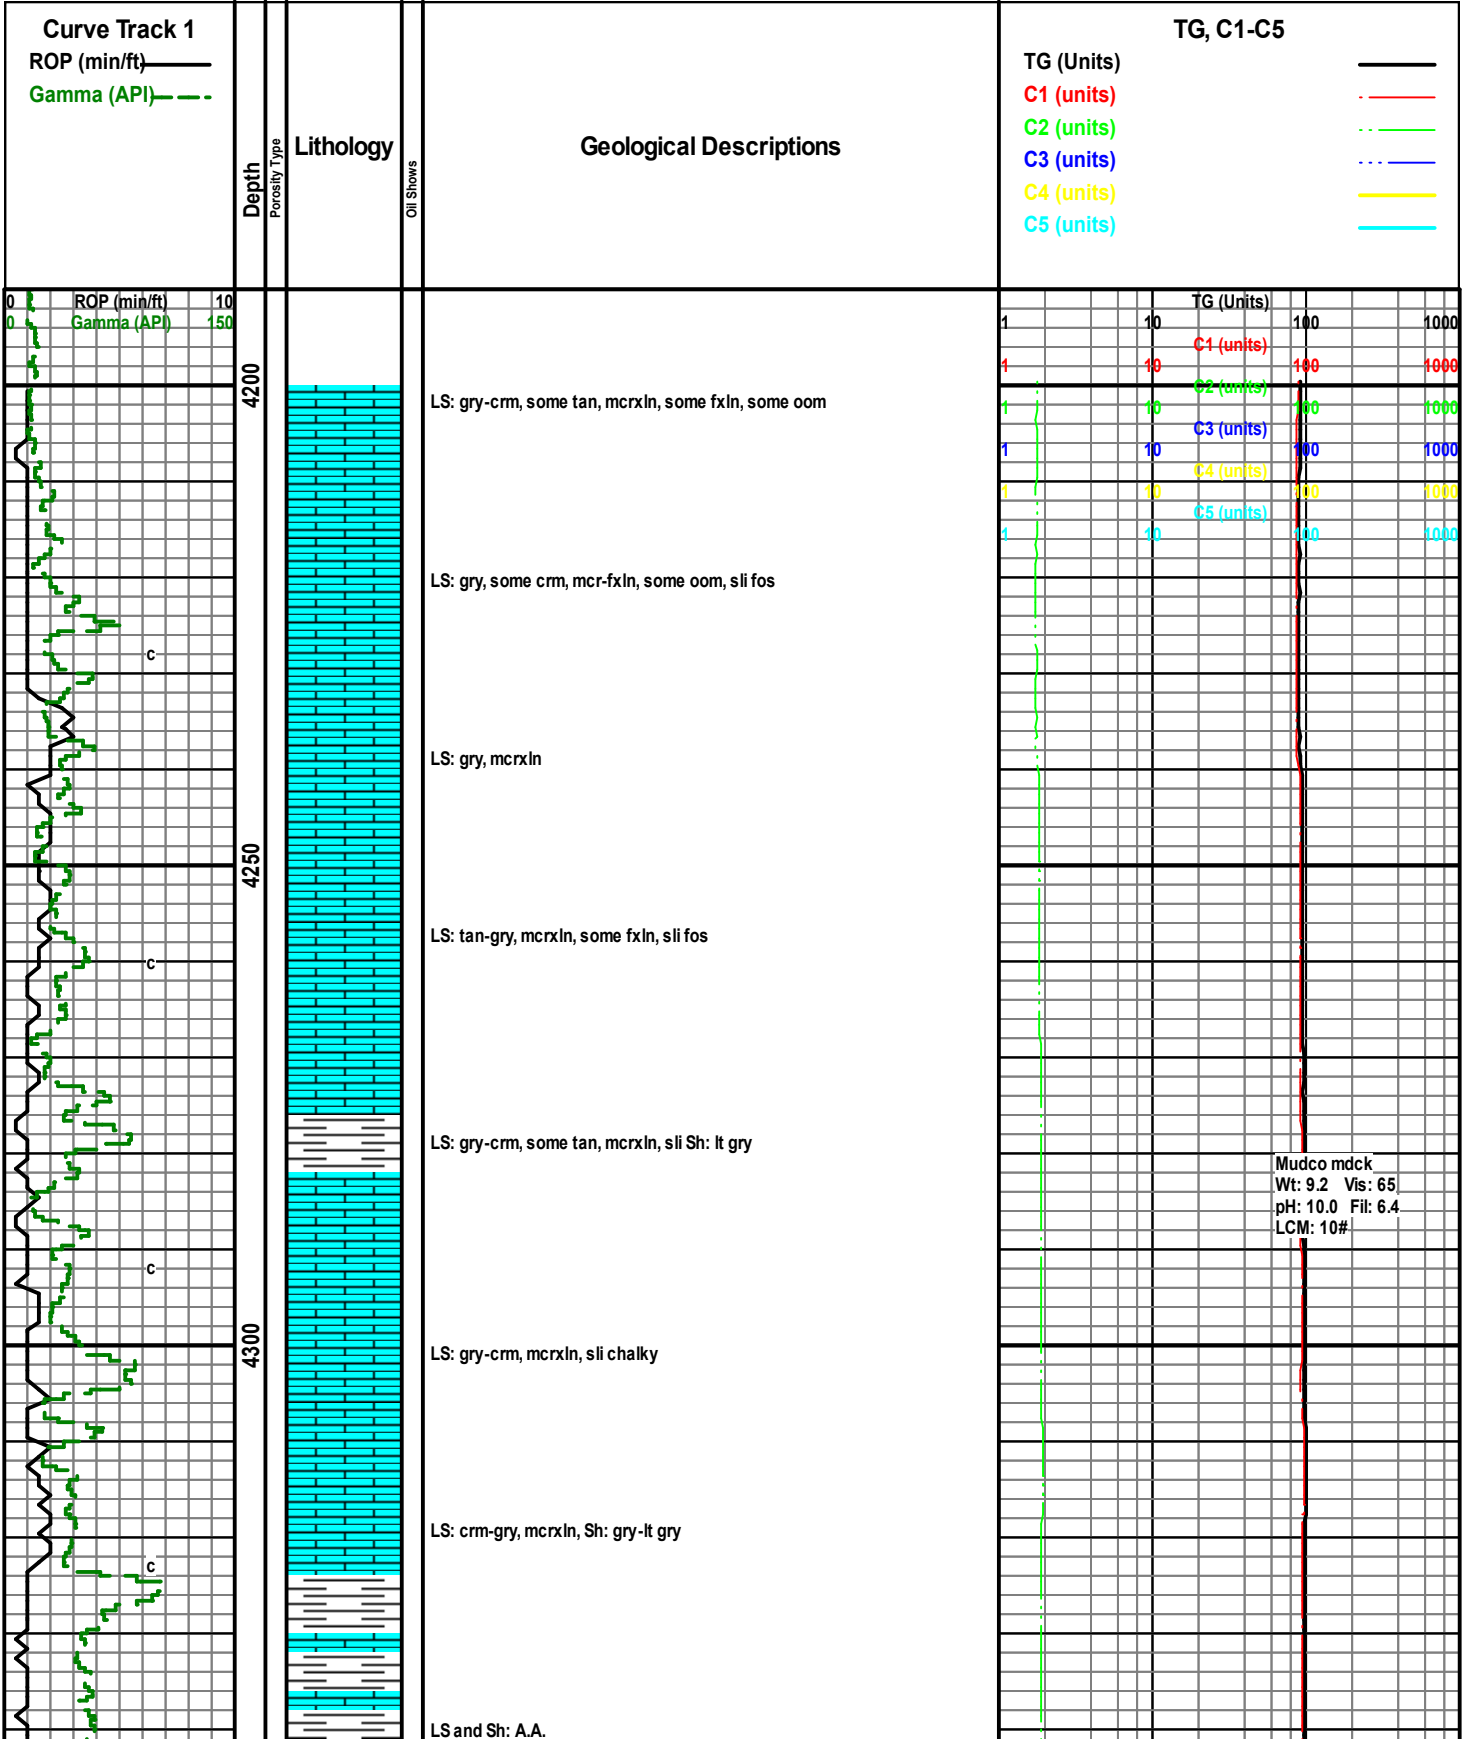 Curve Track 1
ROP (min/ft)
Gamma (API)
Depth
Porosity Type
Lithology
Oil Shows
Geological Descriptions
TG, C1-C5
TG (Units)
C1 (units)
C2 (units)
C3 (units)
C4 (units)
C5 (units)
0 ROP (min/ft) 10
0 Gamma (API) 150
TG (Units)
1 10 100 1000
C1 (units)
1 10 100 1000
C2 (units)
1 10 100 1000
C3 (units)
1 10 100 1000
C4 (units)
1 10 100 1000
C5 (units)
1 10 100 1000
4200
LS: gry-crm, some tan, mcrxln, some fxln, some oom
LS: gry, some crm, mcr-fxln, some oom, sli fos
c
LS: gry, mcrxln
4250
LS: tan-gry, mcrxln, some fxln, sli fos
c
LS: gry-crm, some tan, mcrxln, sli Sh: lt gry
Mudco mdck
Wt: 9.2 Vis: 65
pH: 10.0 Fil: 6.4
LCM: 10#
c
4300
LS: gry-crm, mcrxln, sli chalky
LS: crm-gry, mcrxln, Sh: gry-lt gry
c
LS and Sh: A.A.